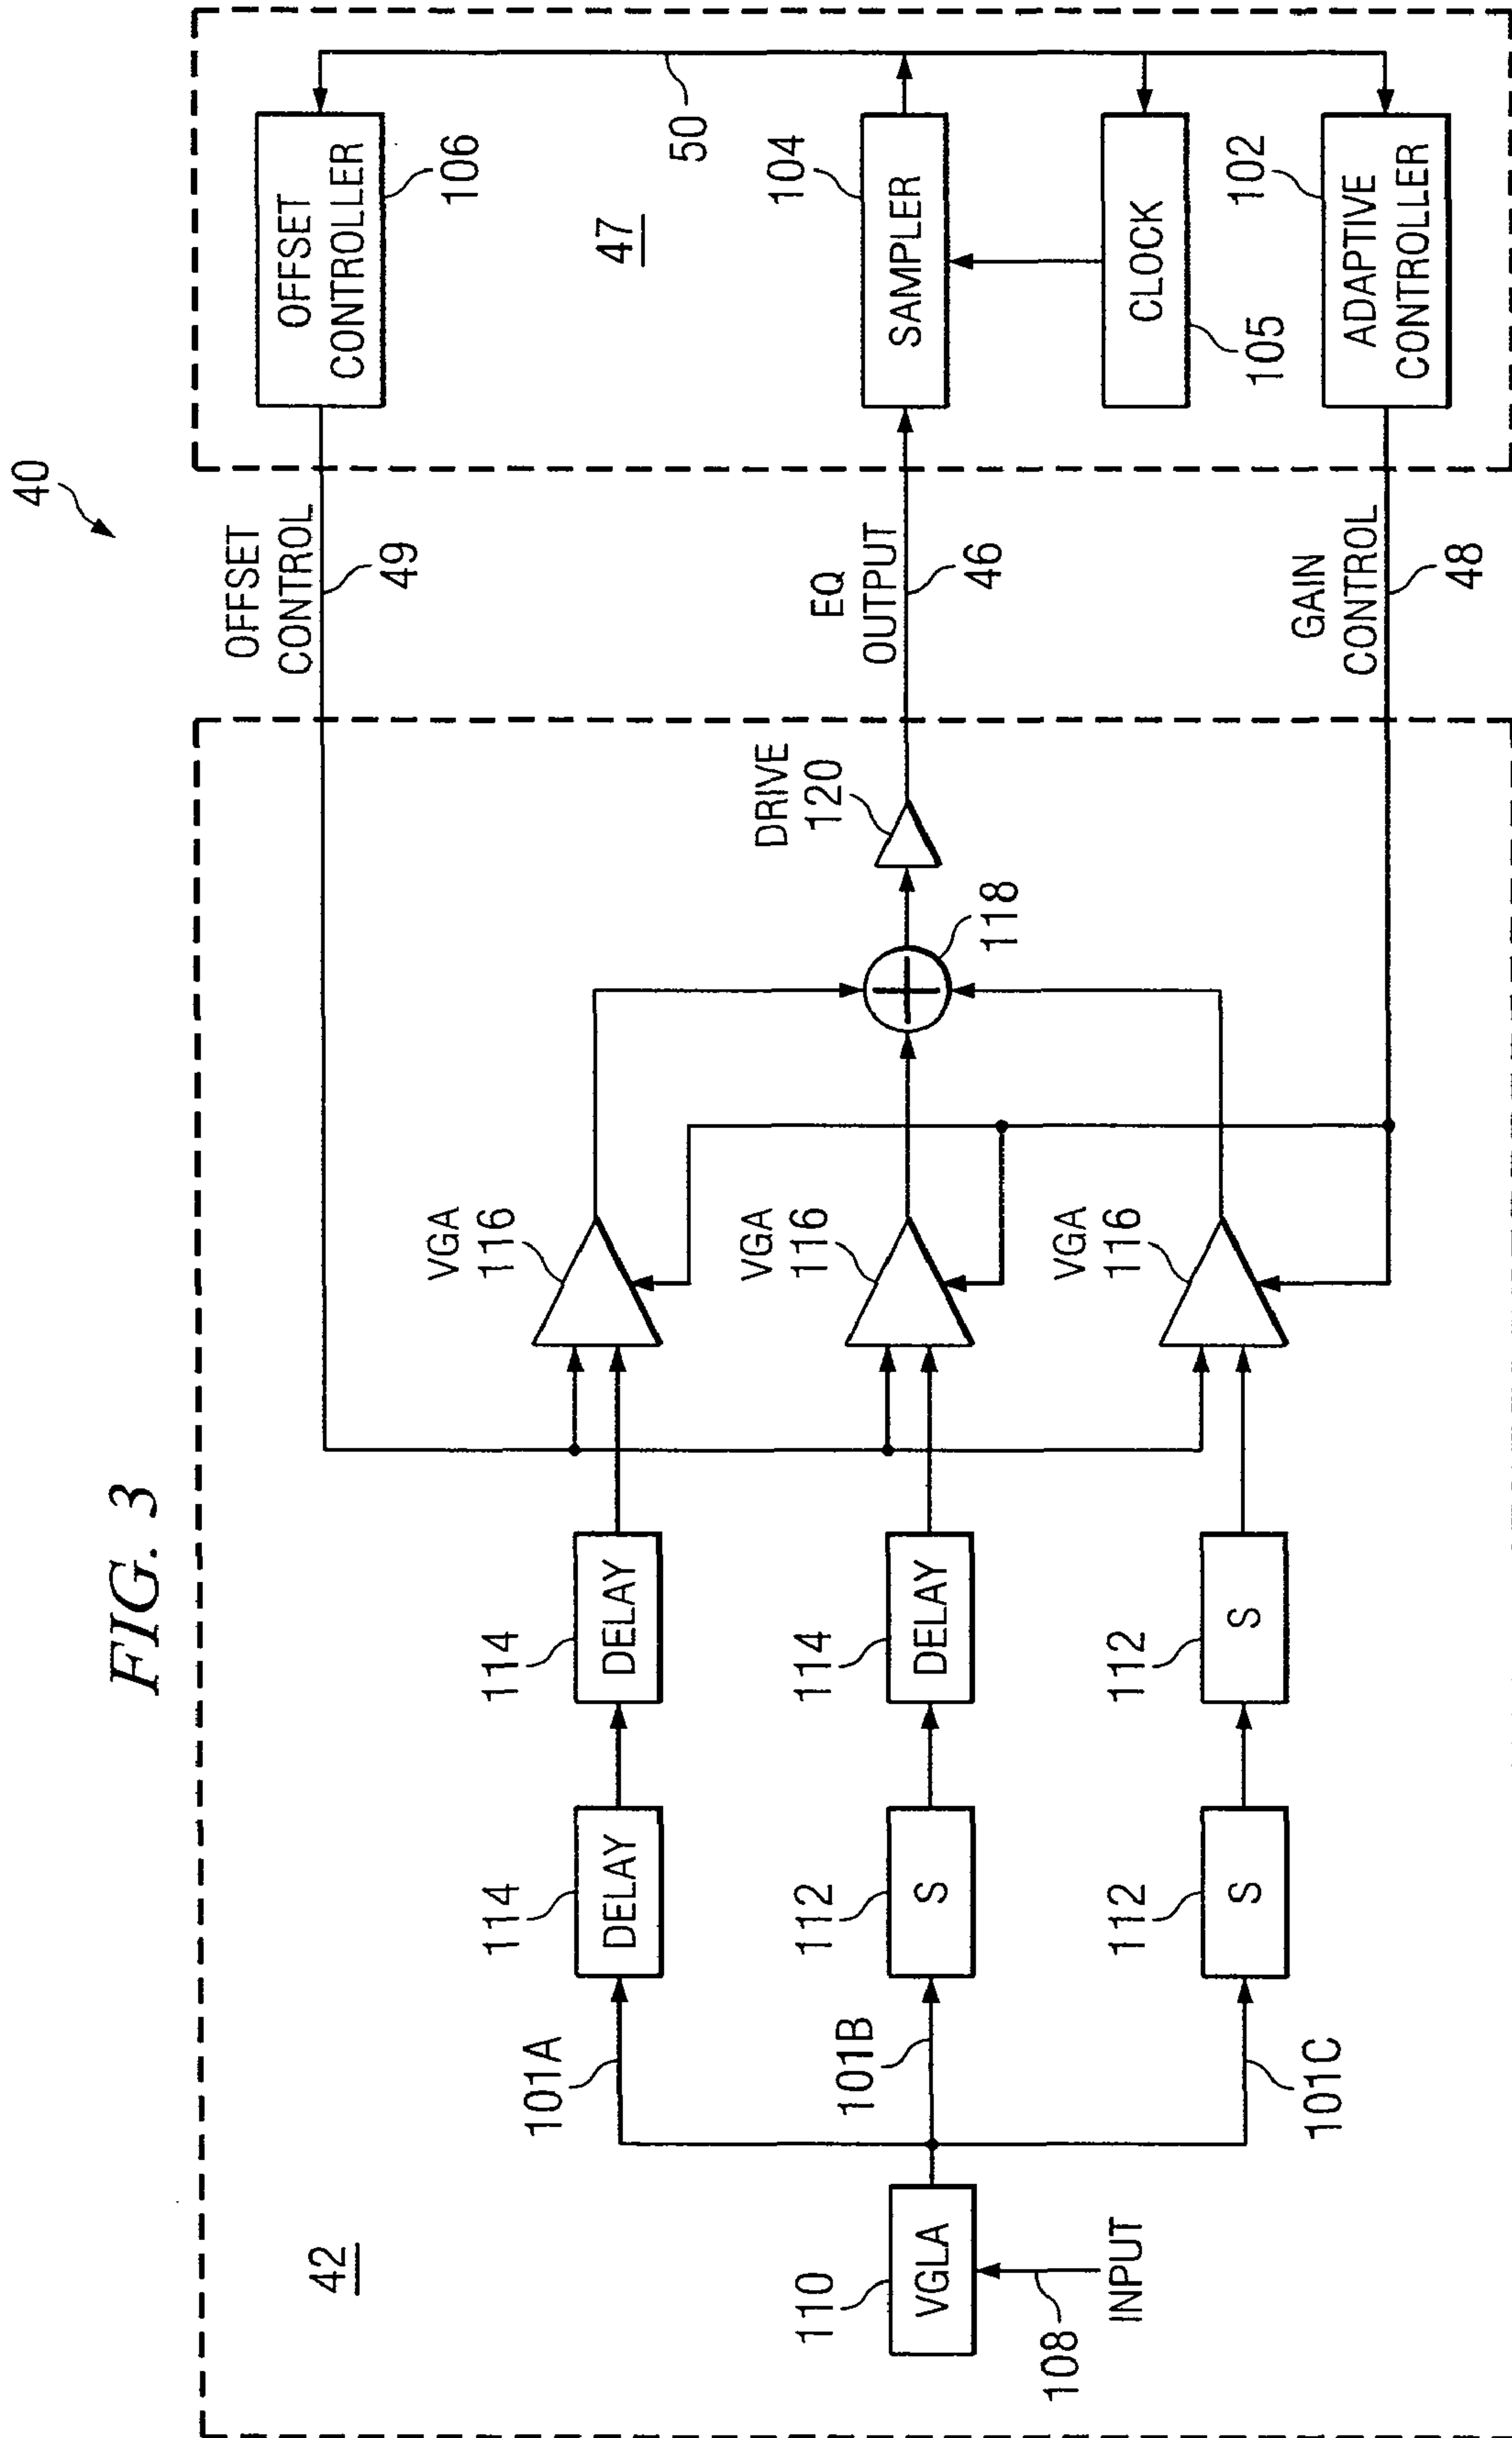 FIG. 3
40
42
INPUT
108
110
VGLA
101A
101B
101C
114
DELAY
114
DELAY
112
S
114
DELAY
112
S
112
S
VGA
116
VGA
116
VGA
116
118
DRIVE
120
OFFSET
CONTROL
49
EQ
OUTPUT
46
GAIN
CONTROL
48
47
OFFSET
CONTROLLER
106
50
SAMPLER
104
CLOCK
105
ADAPTIVE
CONTROLLER
102